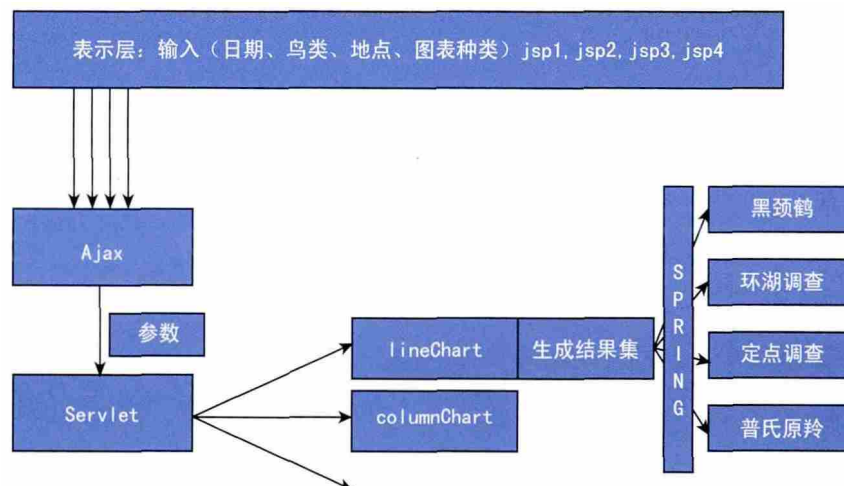 表示层：输入（日期、鸟类、地点、图表种类）jsp1, jsp2, jsp3, jsp4
Ajax
参数
Servlet
lineChart
生成结果集
columnChart
SPRING
黑颈鹤
环湖调查
定点调查
普氏原羚